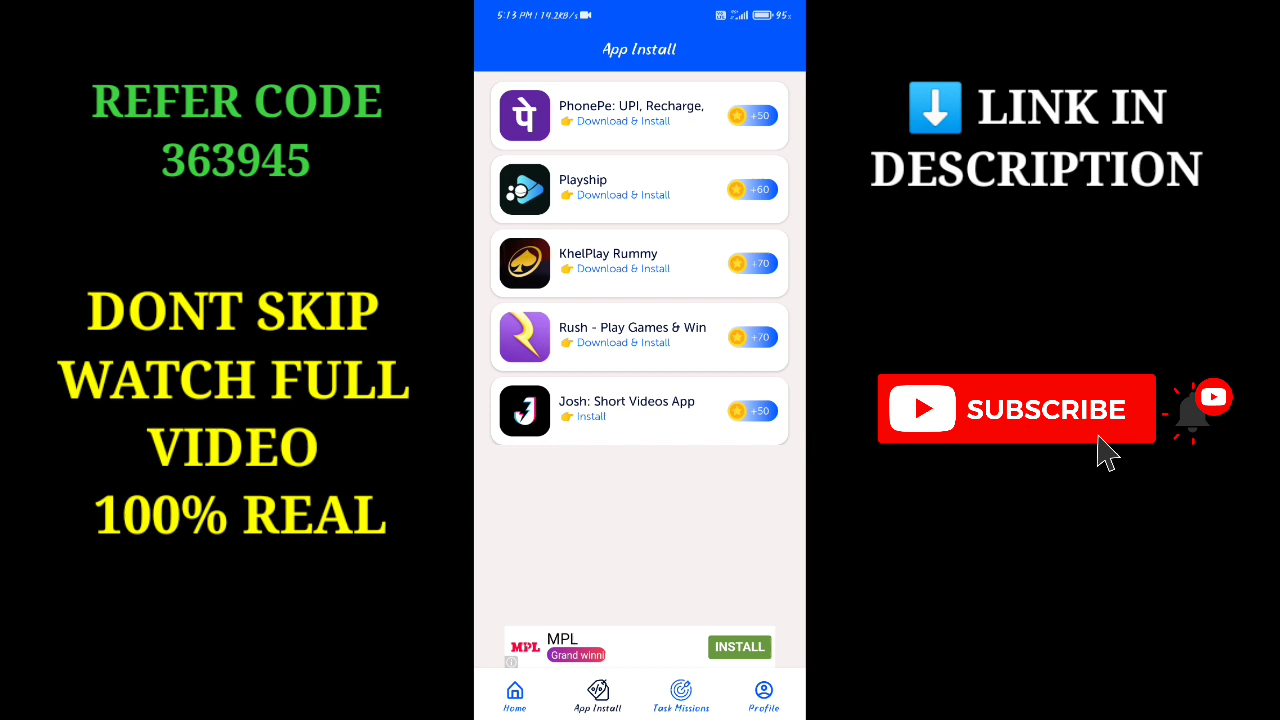 REFER CODE
363945
DONT SKIP
WATCH FULL
VIDEO
100% REAL
5:13 PM | 14.2KB/s
95%
App Install
पे
PhonePe: UPI, Recharge,
👉 Download & Install
+50
Playship
👉 Download & Install
+60
KhelPlay Rummy
👉 Download & Install
+70
Rush - Play Games & Win
👉 Download & Install
+70
Josh: Short Videos App
👉 Install
+50
MPL
MPL
Grand winni
INSTALL
Home
App Install
Task Missions
Profile
⬇️ LINK IN
DESCRIPTION
SUBSCRIBE